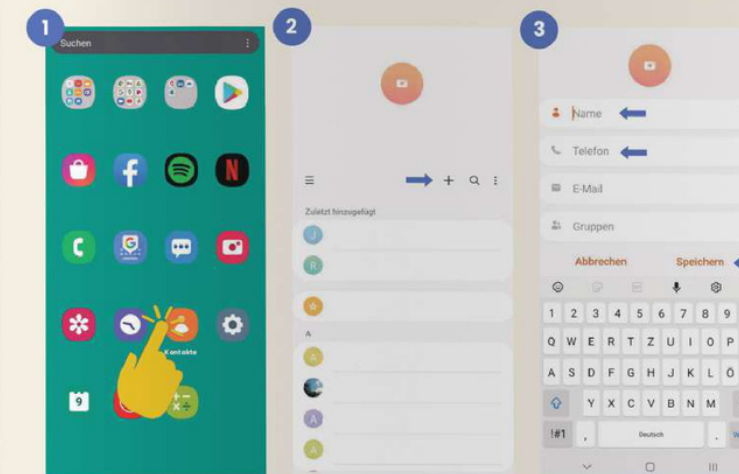 1
Suchen
Kontakte
9
2
Zuletzt hinzugefügt
J
R
A
A
A
A
3
Name
Telefon
E-Mail
Gruppen
Abbrechen
Speichern
1 2 3 4 5 6 7 8 9
Q W E R T Z U I O P
A S D F G H J K L Ö
Y X C V B N M
!#1 , Deutsch .